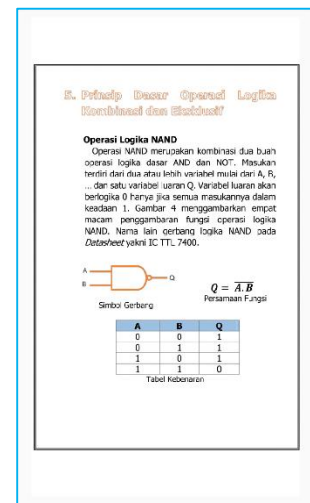 5. Prinsip Dasar Operasi Logika
Kombinasi dan Eksklusif
Operasi Logika NAND
Operasi NAND merupakan kombinasi dua buah
operasi logika dasar AND dan NOT. Masukan
terdiri dari dua atau lebih variabel mulai dari A, B,
... dan satu variabel luaran Q. Variabel luaran akan
berlogika 0 hanya jika semua masukannya dalam
keadaan 1. Gambar 4 menggambarkan empat
macam penggambaran fungsi operasi logika
NAND. Nama lain gerbang logika NAND pada
Datasheet yakni IC TTL 7400.
A
B
Q
Simbol Gerbang
Q = A̅.B̅
Persamaan Fungsi
A B Q
0 0 1
0 1 1
1 0 1
1 1 0
Tabel Kebenaran